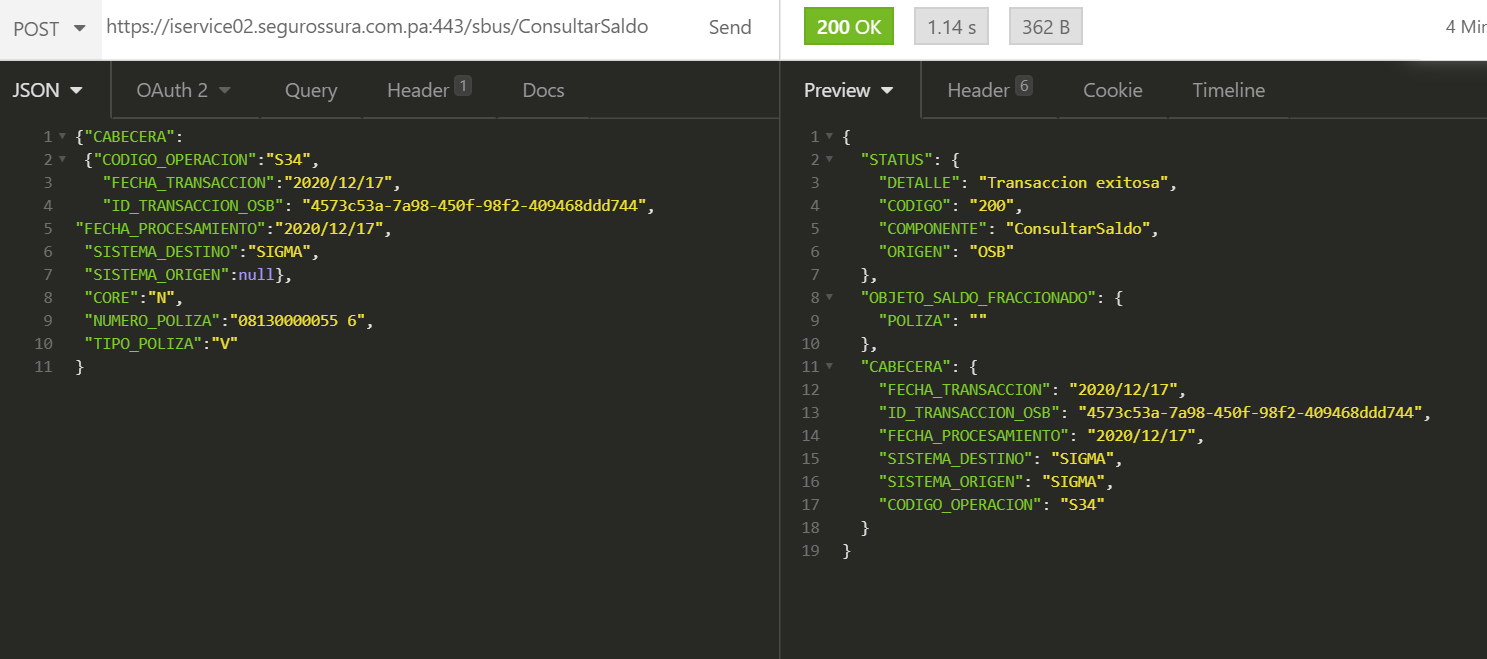 POST https://iservice02.segurossura.com.pa:443/sbus/ConsultarSaldo Send
200 OK 1.14 s 362 B 4 Mi
JSON OAuth 2 Query Header 1 Docs
Preview Header 6 Cookie Timeline
1 {"CABECERA":
2 {"CODIGO_OPERACION":"S34",
3 "FECHA_TRANSACCION":"2020/12/17",
4 "ID_TRANSACCION_OSB": "4573c53a-7a98-450f-98f2-409468ddd744",
5 "FECHA_PROCESAMIENTO":"2020/12/17",
6 "SISTEMA_DESTINO":"SIGMA",
7 "SISTEMA_ORIGEN":null},
8 "CORE":"N",
9 "NUMERO_POLIZA":"08130000055 6",
10 "TIPO_POLIZA":"V"
11 }
1 {
2 "STATUS": {
3 "DETALLE": "Transaccion exitosa",
4 "CODIGO": "200",
5 "COMPONENTE": "ConsultarSaldo",
6 "ORIGEN": "OSB"
7 },
8 "OBJETO_SALDO_FRACCIONADO": {
9 "POLIZA": ""
10 },
11 "CABECERA": {
12 "FECHA_TRANSACCION": "2020/12/17",
13 "ID_TRANSACCION_OSB": "4573c53a-7a98-450f-98f2-409468ddd744",
14 "FECHA_PROCESAMIENTO": "2020/12/17",
15 "SISTEMA_DESTINO": "SIGMA",
16 "SISTEMA_ORIGEN": "SIGMA",
17 "CODIGO_OPERACION": "S34"
18 }
19 }